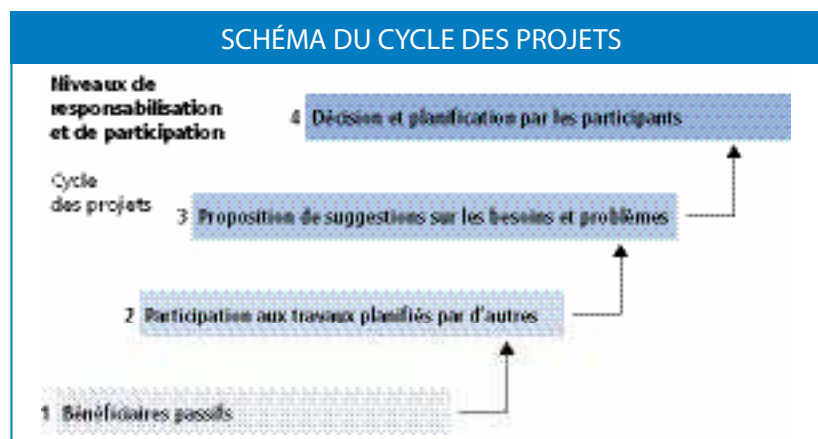 SCHÉMA DU CYCLE DES PROJETS
Niveaux de
responsabilisation
et de participation
4 Décision et planification par les participants
Cycle
des projets
3 Proposition de suggestions sur les besoins et problèmes
2 Participation aux travaux planifiés par d'autres
1 Bénéficiaires passifs